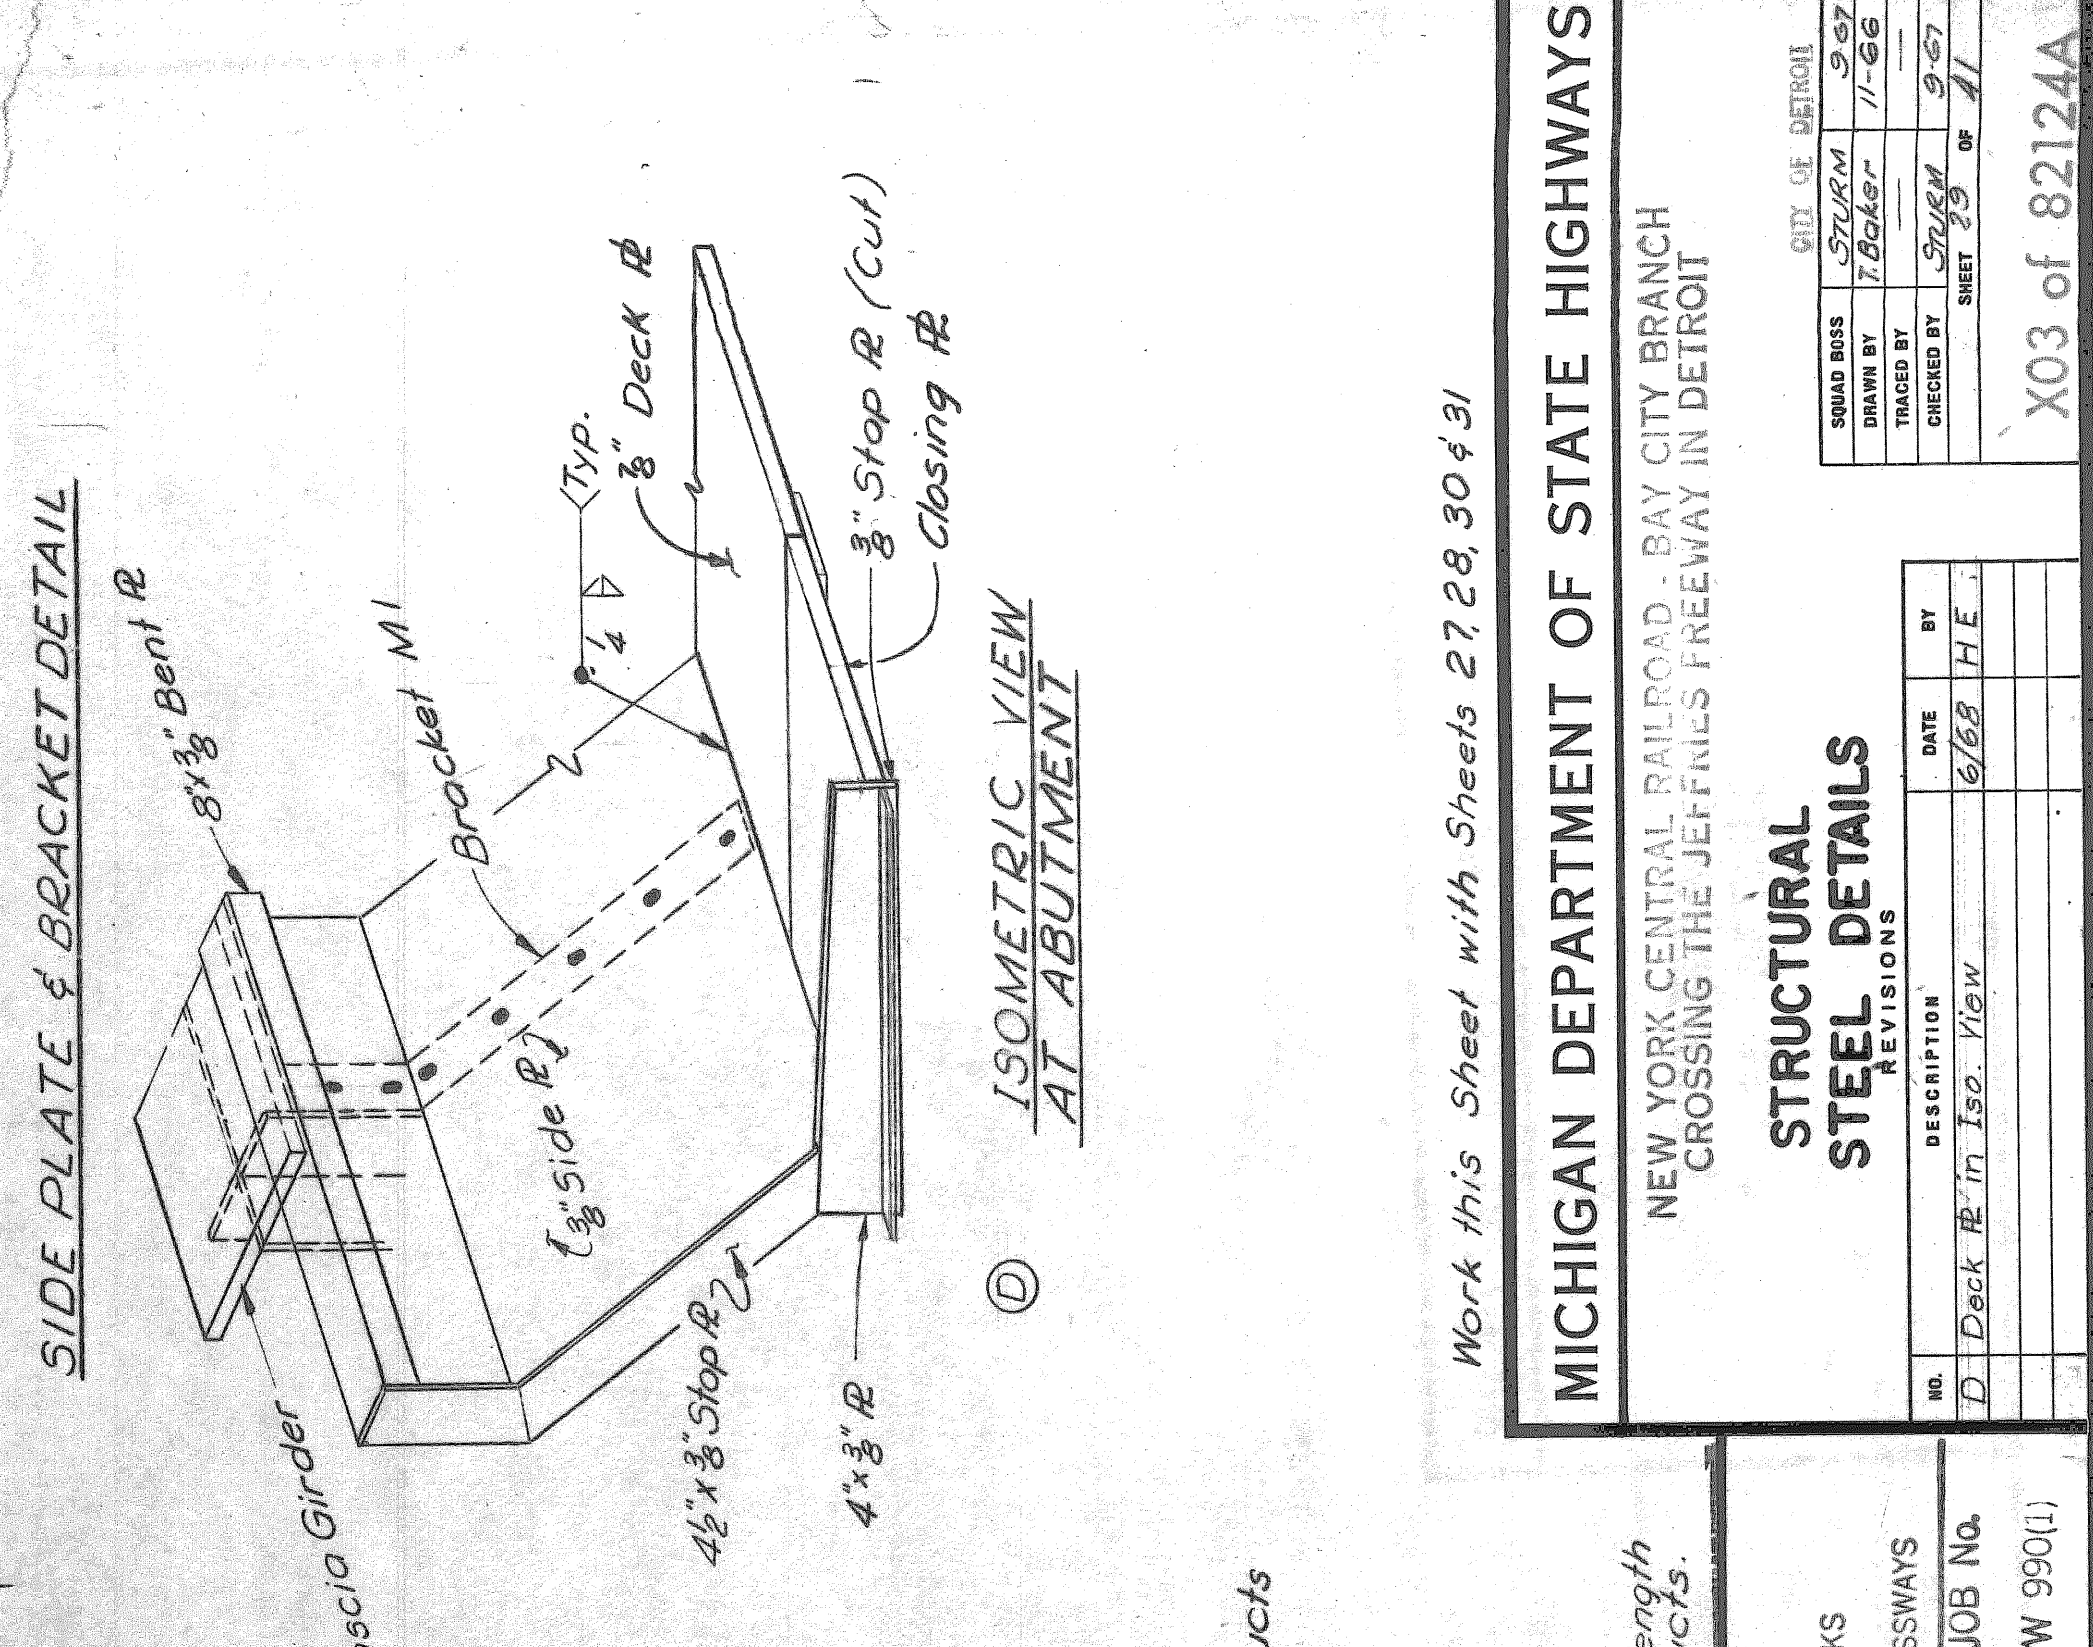 SIDE PLATE & BRACKET DETAIL
8"x3/8" Bent PL
Bracket M1
Fascia Girder
(Typ.
1/4
7/8" Deck PL
3/8" Side PL
4 1/2" x 3/8" Stop PL
4" x 3/8" PL
3/8" Stop PL (Cut)
Closing PL
D
ISOMETRIC VIEW
AT ABUTMENT
ucts
Work this Sheet with Sheets 27, 28, 30 & 31
MICHIGAN DEPARTMENT OF STATE HIGHWAYS
NEW YORK CENTRAL RAILROAD - BAY CITY BRANCH
CROSSING THE JEFFRIES FREEWAY IN DETROIT
CITY OF DETROIT
STRUCTURAL
STEEL DETAILS
REVISIONS
NO. DESCRIPTION DATE BY
D Deck PL in Iso. View 6/68 HE
SQUAD BOSS STURM 9-67
DRAWN BY T. Baker 11-66
TRACED BY — —
CHECKED BY STURM 9-67
SHEET 29 OF 41
X03 of 82124A
ength
ucts.
KS
SSWAYS
JOB No.
W 990(1)